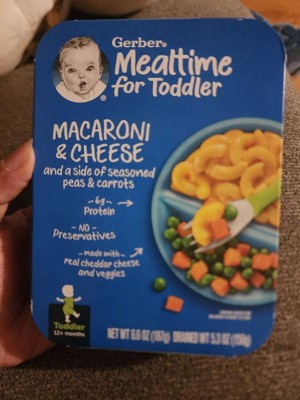 Gerber®
Mealtime
for Toddler
MACARONI
& CHEESE
and a side of seasoned
peas & carrots
6g
Protein
NO
Preservatives
made with
real cheddar cheese
and veggies
Toddler
12+ months
NET WT 6.6 OZ (187g) DRAINED WT 5.3 OZ (150g)